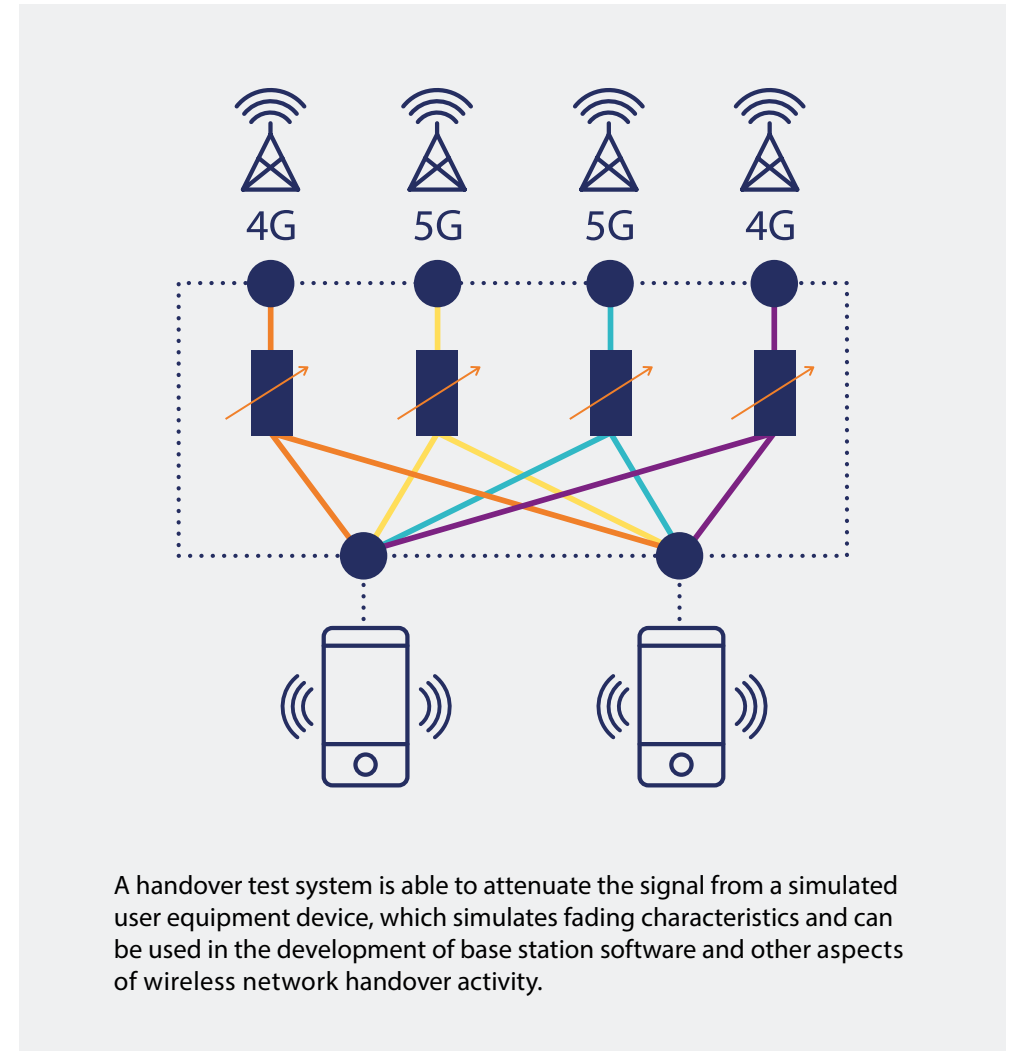 4G 5G 5G 4G
A handover test system is able to attenuate the signal from a simulated
user equipment device, which simulates fading characteristics and can
be used in the development of base station software and other aspects
of wireless network handover activity.